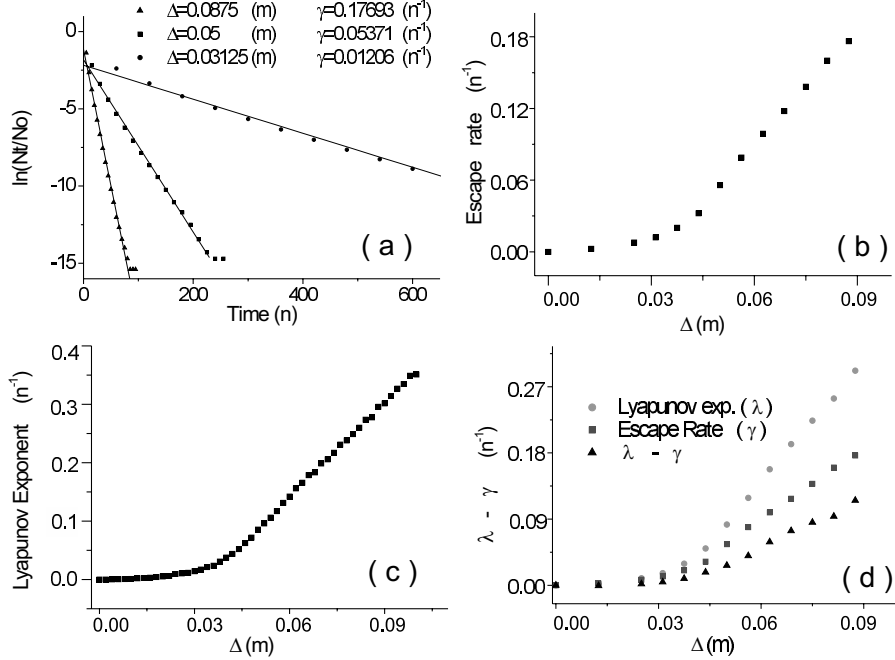 Δ=0.0875 (m) γ=0.17693 (n⁻¹)
Δ=0.05 (m) γ=0.05371 (n⁻¹)
Δ=0.03125 (m) γ=0.01206 (n⁻¹)
0
-5
-10
-15
ln(Nt/No)
( a )
0 200 400 600
Time (n)
0.18
0.12
0.06
0.00
Escape rate (n⁻¹)
( b )
0.00 0.03 0.06 0.09
Δ (m)
0.4
0.3
0.2
0.1
0.0
Lyapunov Exponent (n⁻¹)
( c )
0.00 0.03 0.06 0.09
Δ (m)
0.27
0.18
0.09
0.00
λ - γ (n⁻¹)
Lyapunov exp. ( λ )
Escape Rate ( γ )
λ - γ
( d )
0.00 0.03 0.06 0.09
Δ (m)